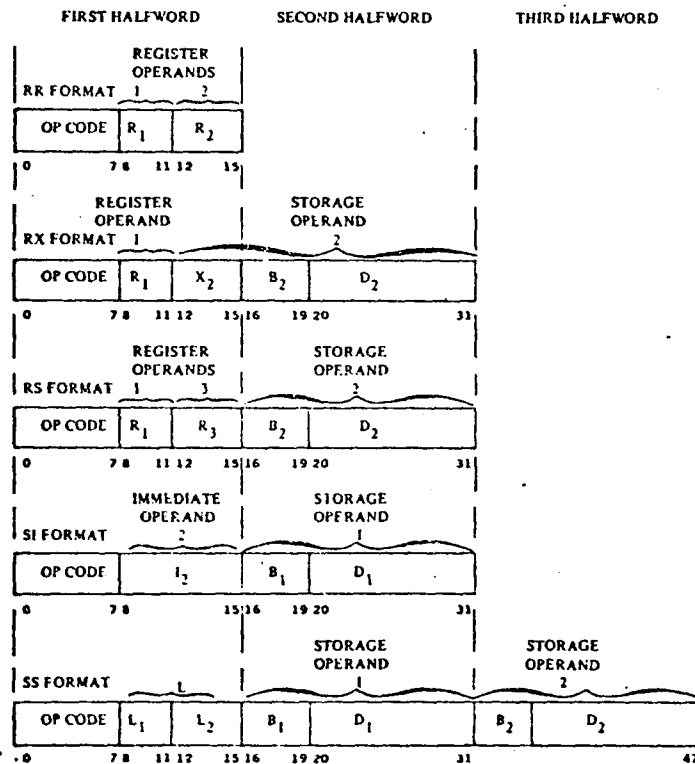 FIRST HALFWORD SECOND HALFWORD THIRD HALFWORD
REGISTER
OPERANDS
RR FORMAT 1 2
OP CODE R1 R2
0 7 8 11 12 15
REGISTER STORAGE
OPERAND OPERAND
RX FORMAT 1 2
OP CODE R1 X2 B2 D2
0 7 8 11 12 15 16 19 20 31
REGISTER STORAGE
OPERANDS OPERAND
RS FORMAT 1 3 2
OP CODE R1 R3 B2 D2
0 7 8 11 12 15 16 19 20 31
IMMEDIATE STORAGE
OPERAND OPERAND
SI FORMAT 2 1
OP CODE I2 B1 D1
0 7 8 15 16 19 20 31
STORAGE STORAGE
OPERAND OPERAND
SS FORMAT L 1 2
OP CODE L1 L2 B1 D1 B2 D2
0 7 8 11 12 15 16 19 20 31 47